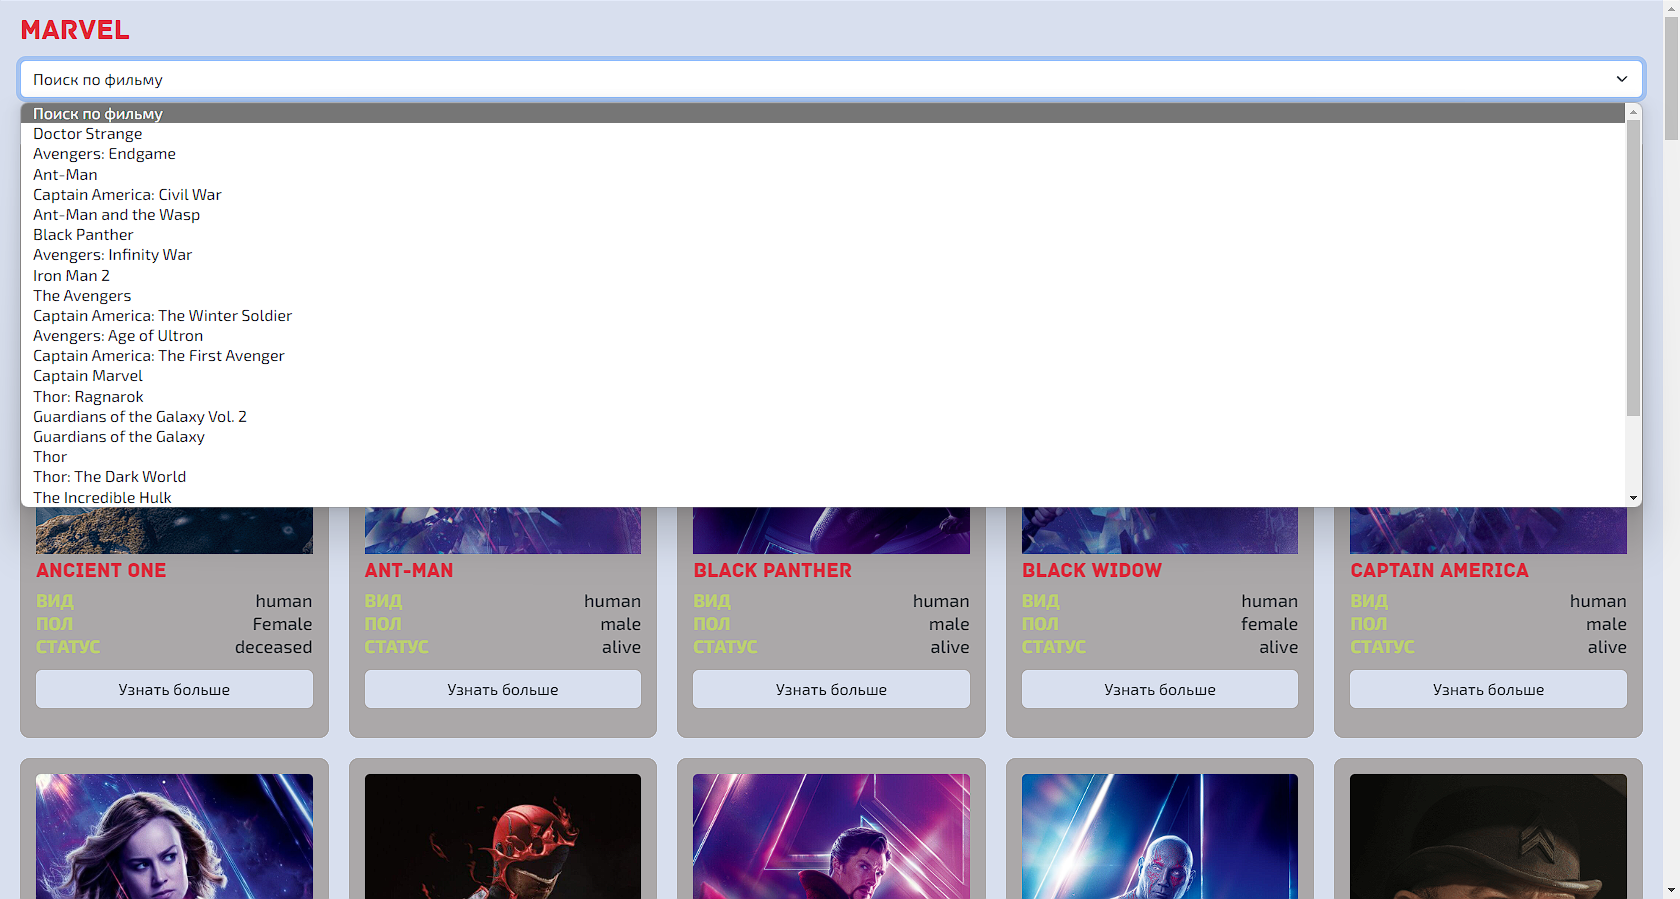 MARVEL
Поиск по фильму
Поиск по фильму
Doctor Strange
Avengers: Endgame
Ant-Man
Captain America: Civil War
Ant-Man and the Wasp
Black Panther
Avengers: Infinity War
Iron Man 2
The Avengers
Captain America: The Winter Soldier
Avengers: Age of Ultron
Captain America: The First Avenger
Captain Marvel
Thor: Ragnarok
Guardians of the Galaxy Vol. 2
Guardians of the Galaxy
Thor
Thor: The Dark World
The Incredible Hulk
ANCIENT ONE
ВИД human
ПОЛ Female
СТАТУС deceased
Узнать больше
ANT-MAN
ВИД human
ПОЛ male
СТАТУС alive
Узнать больше
BLACK PANTHER
ВИД human
ПОЛ male
СТАТУС alive
Узнать больше
BLACK WIDOW
ВИД human
ПОЛ female
СТАТУС alive
Узнать больше
CAPTAIN AMERICA
ВИД human
ПОЛ male
СТАТУС alive
Узнать больше